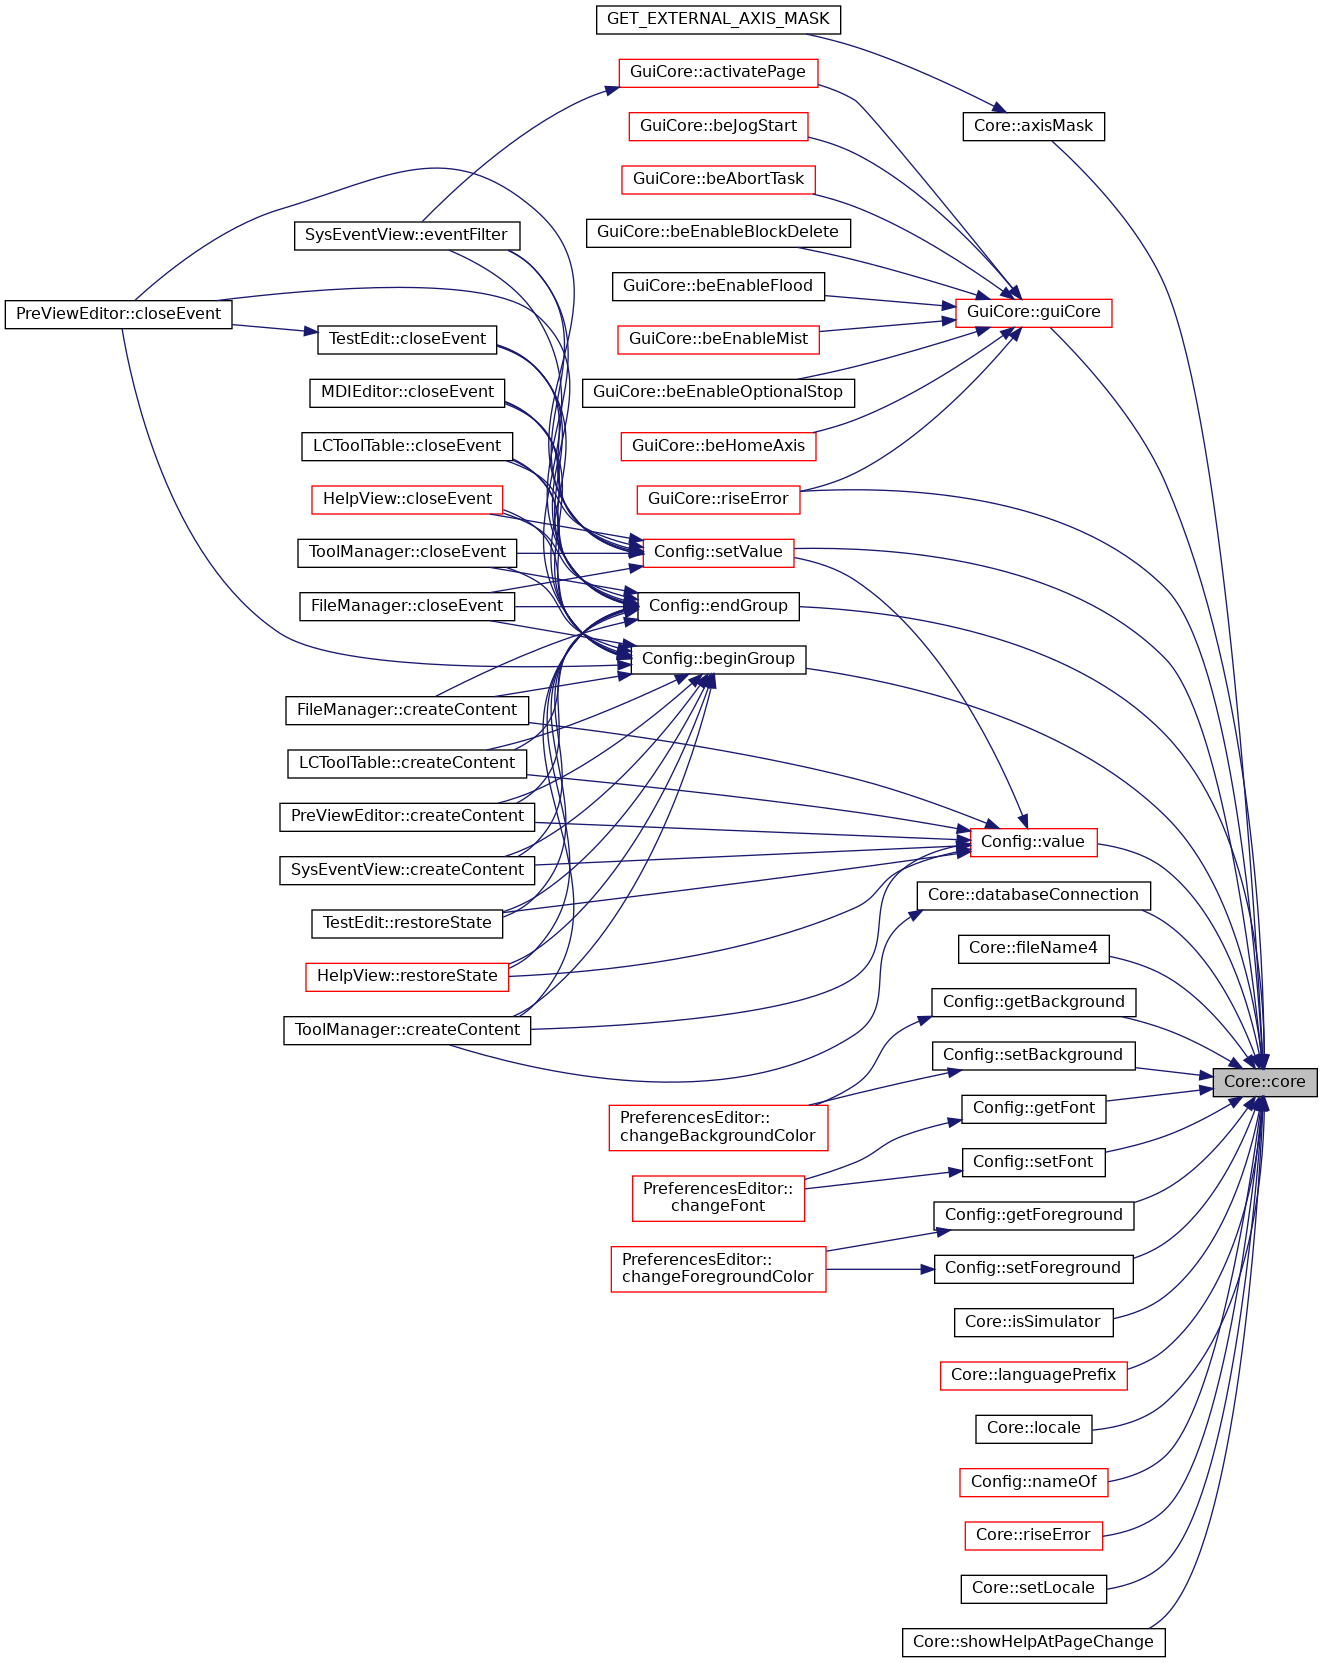 GET_EXTERNAL_AXIS_MASK
GuiCore::activatePage
GuiCore::beJogStart
Core::axisMask
GuiCore::beAbortTask
GuiCore::beEnableBlockDelete
SysEventView::eventFilter
GuiCore::beEnableFlood
PreViewEditor::closeEvent
GuiCore::guiCore
TestEdit::closeEvent
GuiCore::beEnableMist
MDIEditor::closeEvent
GuiCore::beEnableOptionalStop
LCToolTable::closeEvent
GuiCore::beHomeAxis
HelpView::closeEvent
GuiCore::riseError
ToolManager::closeEvent
Config::setValue
FileManager::closeEvent
Config::endGroup
Config::beginGroup
FileManager::createContent
LCToolTable::createContent
PreViewEditor::createContent
Config::value
SysEventView::createContent
Core::databaseConnection
TestEdit::restoreState
Core::fileName4
HelpView::restoreState
Config::getBackground
ToolManager::createContent
Config::setBackground
Core::core
Config::getFont
PreferencesEditor::
changeBackgroundColor
Config::setFont
PreferencesEditor::
changeFont
Config::getForeground
PreferencesEditor::
changeForegroundColor
Config::setForeground
Core::isSimulator
Core::languagePrefix
Core::locale
Config::nameOf
Core::riseError
Core::setLocale
Core::showHelpAtPageChange